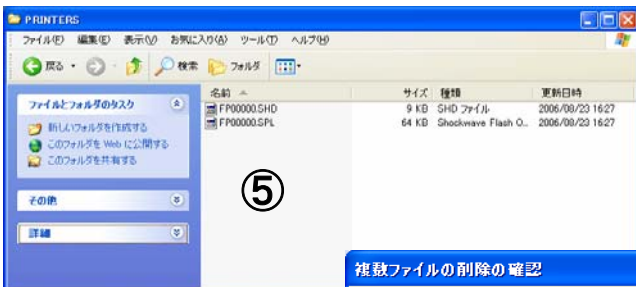 PRINTERS
ファイル(F) 編集(E) 表示(V) お気に入り(A) ツール(T) ヘルプ(H)
戻る 検索 フォルダ
名前 サイズ 種類 更新日時
FP00000.SHD 9 KB SHD ファイル 2006/08/23 16:27
FP00000.SPL 64 KB Shockwave Flash O... 2006/08/23 16:27
ファイルとフォルダのタスク
新しいフォルダを作成する
このフォルダを Web に公開する
このフォルダを共有する
その他
詳細
⑤
複数ファイルの削除の確認